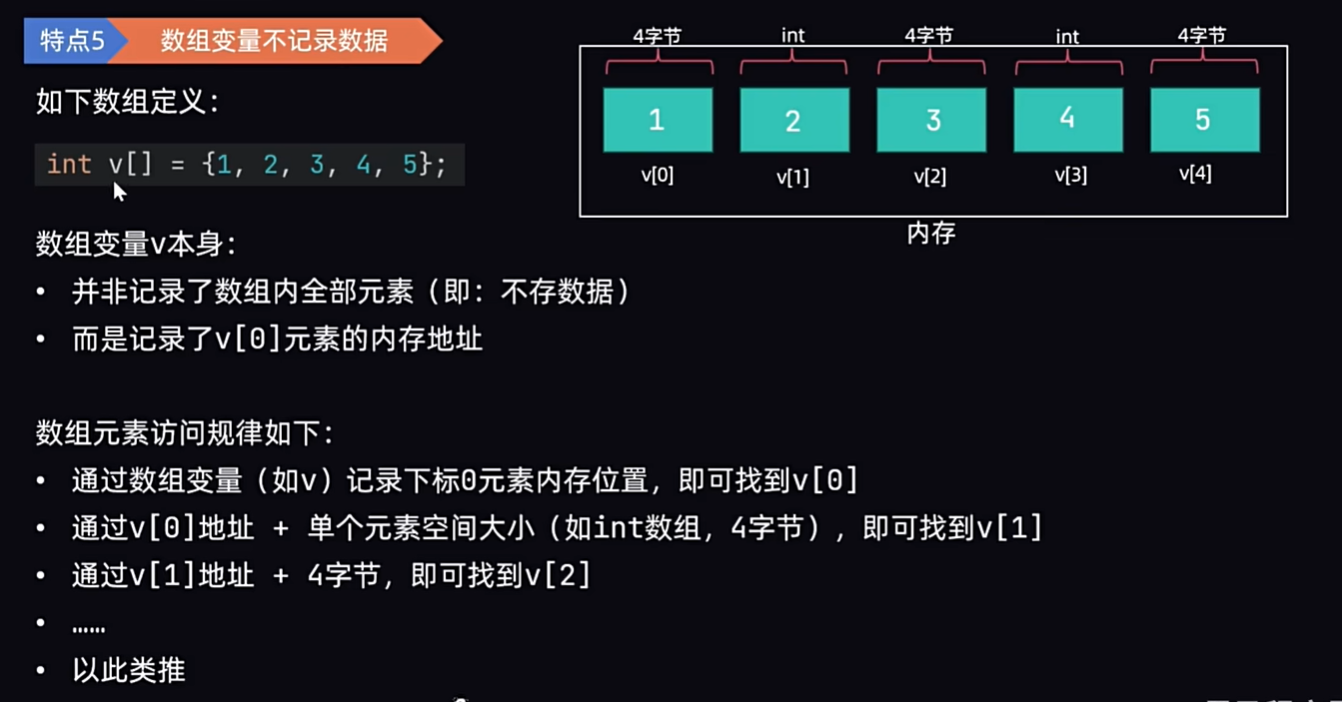 特点5 数组变量不记录数据
如下数组定义：
int v[] = {1, 2, 3, 4, 5};
4字节 int 4字节 int 4字节
1 2 3 4 5
v[0] v[1] v[2] v[3] v[4]
内存
数组变量v本身：
• 并非记录了数组内全部元素（即：不存数据）
• 而是记录了v[0]元素的内存地址
数组元素访问规律如下：
• 通过数组变量（如v）记录下标0元素内存位置，即可找到v[0]
• 通过v[0]地址 + 单个元素空间大小（如int数组，4字节），即可找到v[1]
• 通过v[1]地址 + 4字节，即可找到v[2]
• ……
• 以此类推